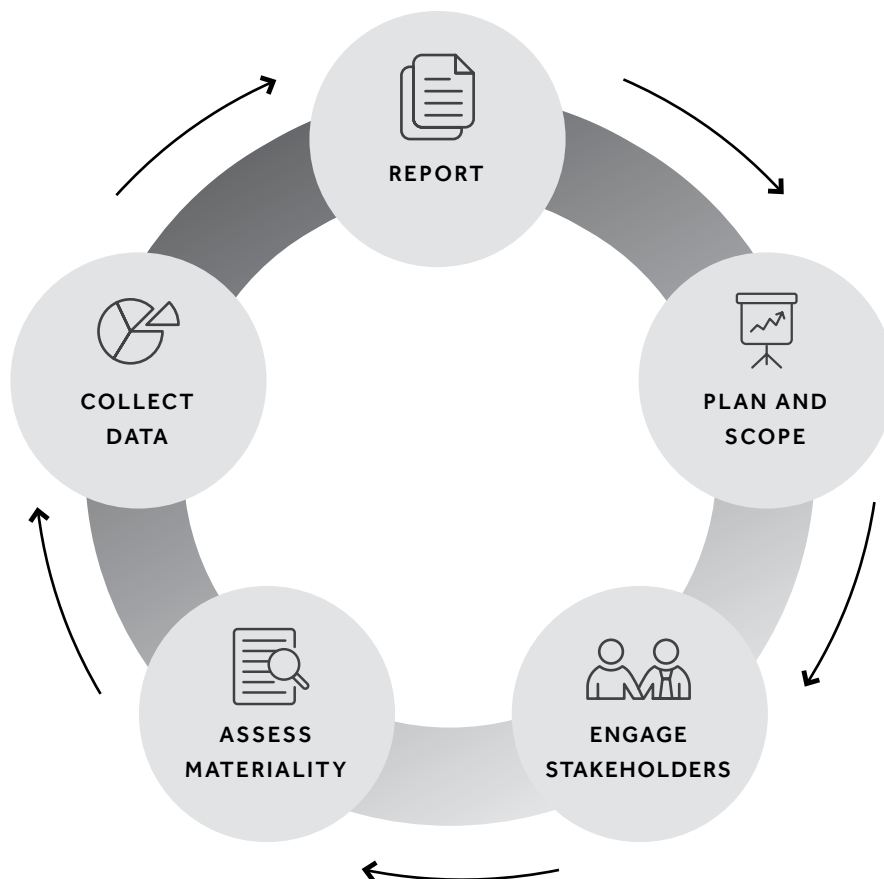 REPORT
PLAN AND
SCOPE
ENGAGE
STAKEHOLDERS
ASSESS
MATERIALITY
COLLECT
DATA